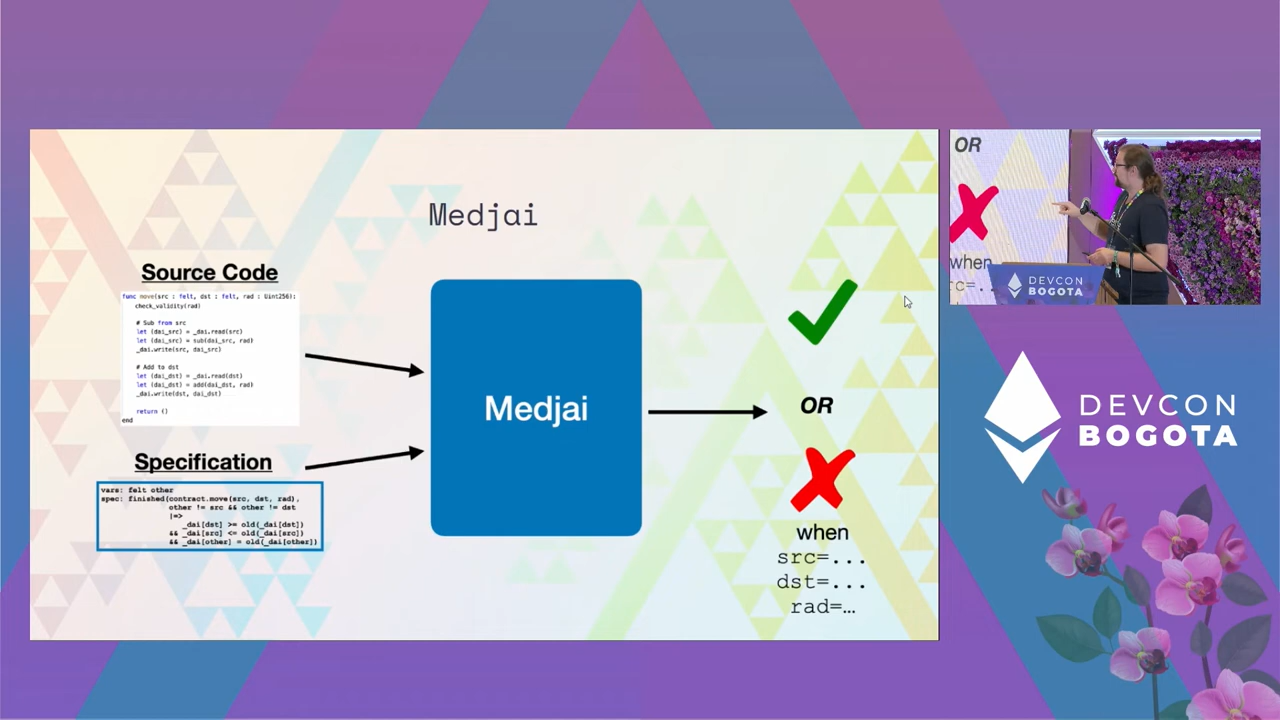 Medjai
Source Code
func move(src : felt, dst : felt, rad : Uint256):
check_validity(rad)
# Sub from src
let (dai_src) = _dai.read(src)
let (dai_src) = sub(dai_src, rad)
_dai.write(src, dai_src)
# Add to dst
let (dai_dst) = _dai.read(dst)
let (dai_dst) = add(dai_dst, rad)
_dai.write(dst, dai_dst)
return ()
end
Specification
vars: felt other
spec: finished(contract.move(src, dst, rad),
other != src && other != dst
|=>
_dai[dst] >= old(_dai[dst])
&& _dai[src] <= old(_dai[src])
&& _dai[other] = old(_dai[other])
Medjai
OR
when
src=...
dst=...
rad=…
OR
when
rc=..
DEVCON
BOGOTA
DEVCON
BOGOTA